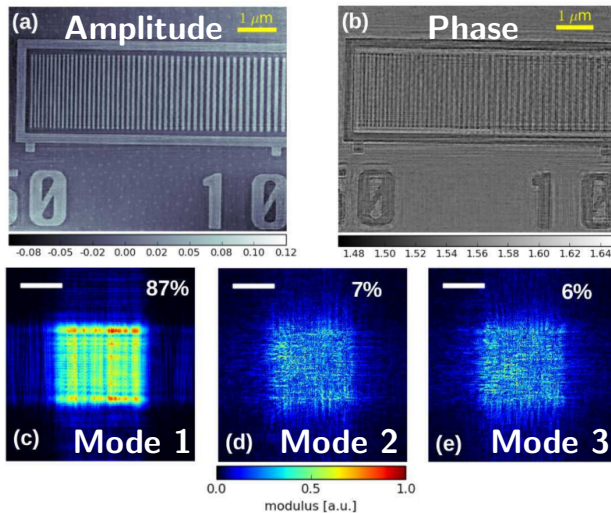 (a) Amplitude 1 μm
(b) Phase 1 μm
50 10
50 10
-0.08 -0.05 -0.03 0.00 0.03 0.05 0.08 0.10 0.12
1.48 1.50 1.52 1.54 1.56 1.58 1.60 1.62 1.64
87%
(c) Mode 1
7%
(d) Mode 2
6%
(e) Mode 3
0.0 0.5 1.0
modulus [a.u.]